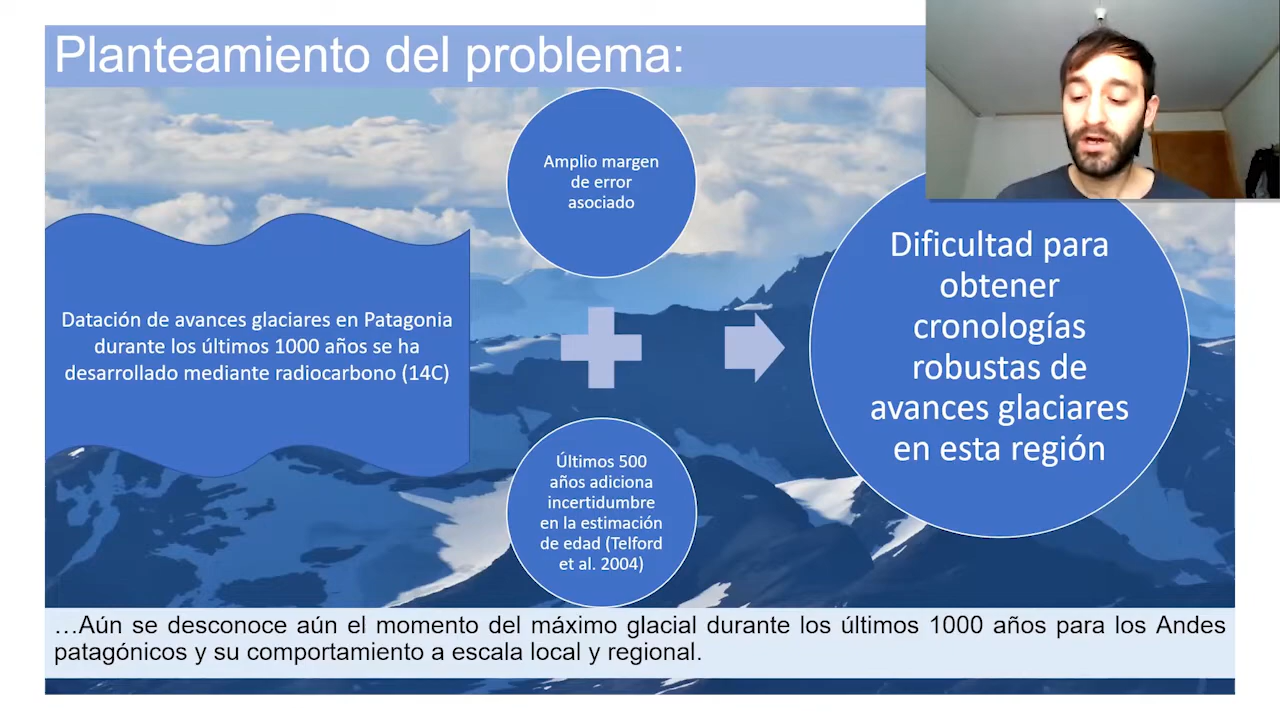 Planteamiento del problema:
Datación de avances glaciares en Patagonia
durante los últimos 1000 años se ha
desarrollado mediante radiocarbono (14C)
Amplio margen
de error
asociado
Últimos 500
años adiciona
incertidumbre
en la estimación
de edad (Telford
et al. 2004)
Dificultad para
obtener
cronologías
robustas de
avances glaciares
en esta región
…Aún se desconoce aún el momento del máximo glacial durante los últimos 1000 años para los Andes
patagónicos y su comportamiento a escala local y regional.